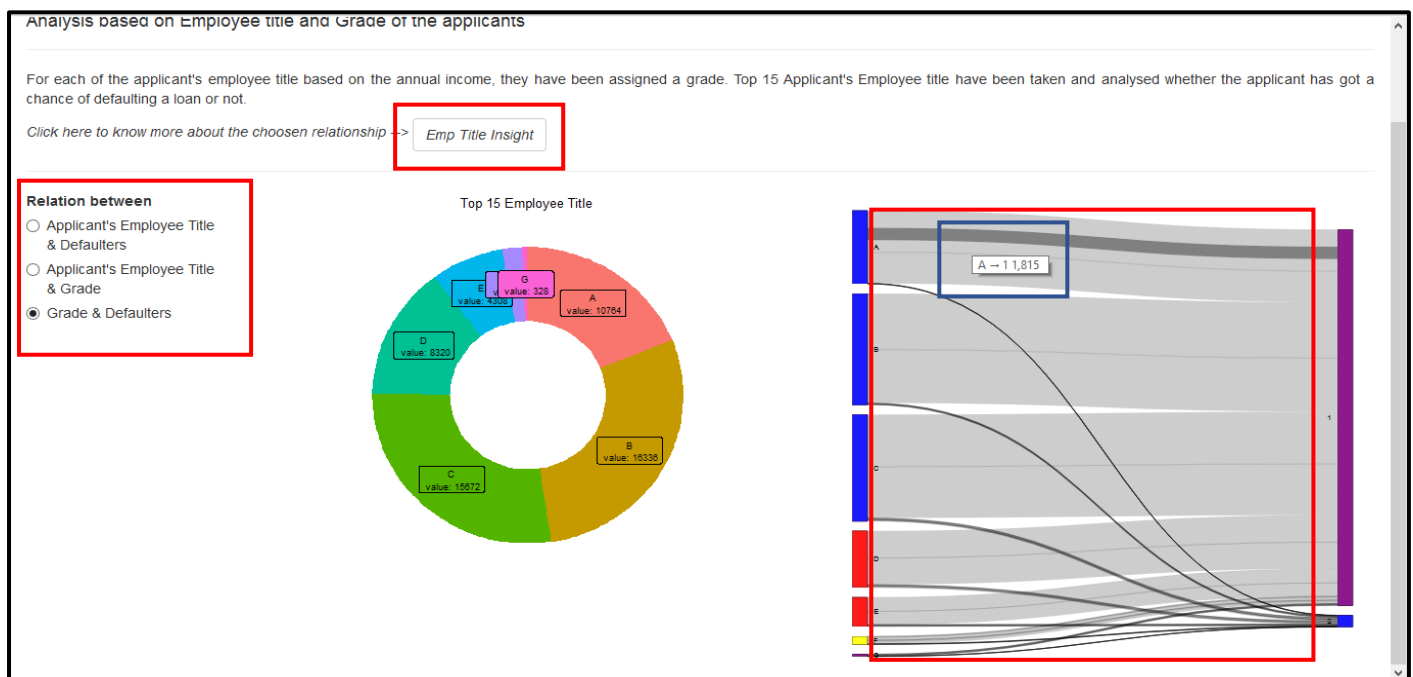 Analysis based on Employee title and Grade of the applicants
For each of the applicant's employee title based on the annual income, they have been assigned a grade. Top 15 Applicant's Employee title have been taken and analysed whether the applicant has got a
chance of defaulting a loan or not.
Click here to know more about the choosen relationship --> Emp Title Insight
Relation between
Applicant's Employee Title
& Defaulters
Applicant's Employee Title
& Grade
Grade & Defaulters
Top 15 Employee Title
G
value: 328
E
value: 4308
A
value: 10764
D
value: 8320
B
value: 16336
C
value: 15672
A
A → 1 1,815
B
C
D
E
F
1